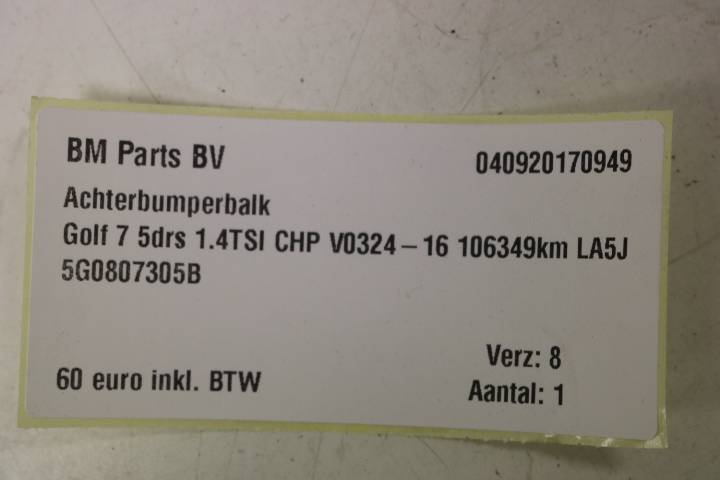 BM Parts BV 040920170949
Achterbumperbalk
Golf 7 5drs 1.4TSI CHP V0324 – 16 106349km LA5J
5G0807305B
Verz: 8
60 euro inkl. BTW Aantal: 1